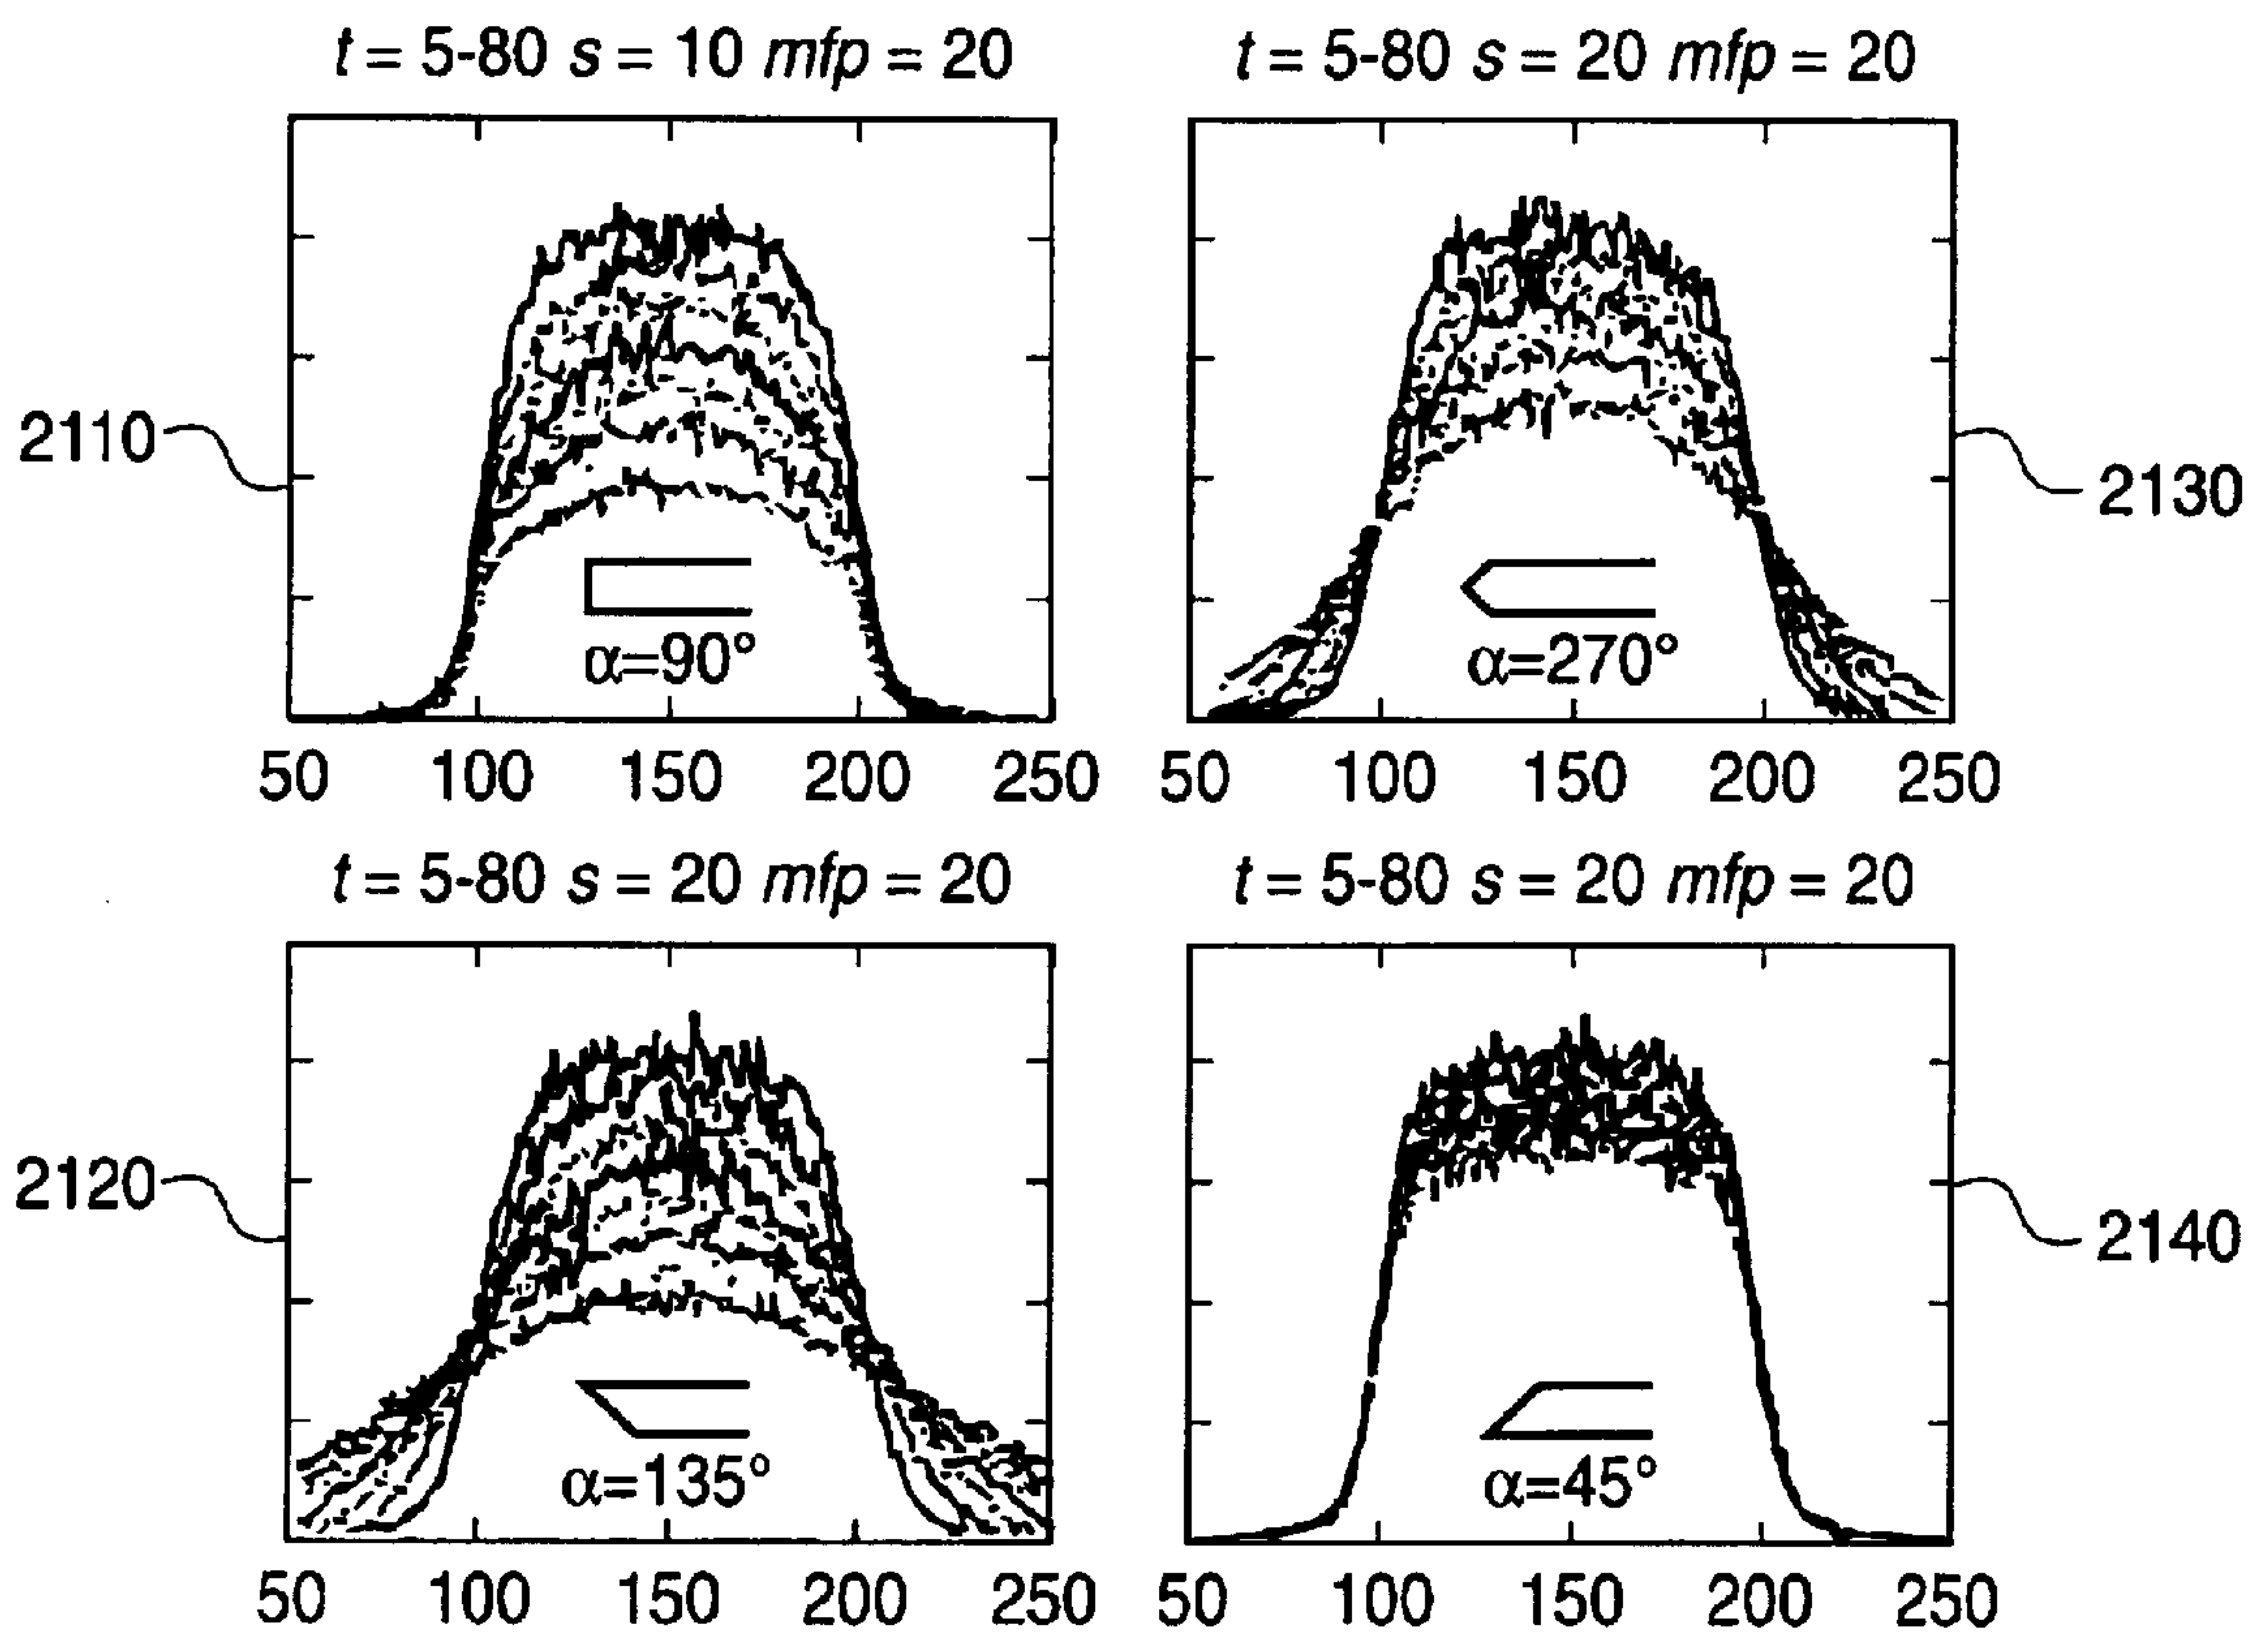 t = 5-80 s = 10 mfp = 20
t = 5-80 s = 20 mfp = 20
2110
2130
α=90°
α=270°
50 100 150 200 250
50 100 150 200 250
t = 5-80 s = 20 mfp = 20
t = 5-80 s = 20 mfp = 20
2120
2140
α=135°
α=45°
50 100 150 200 250
50 100 150 200 250